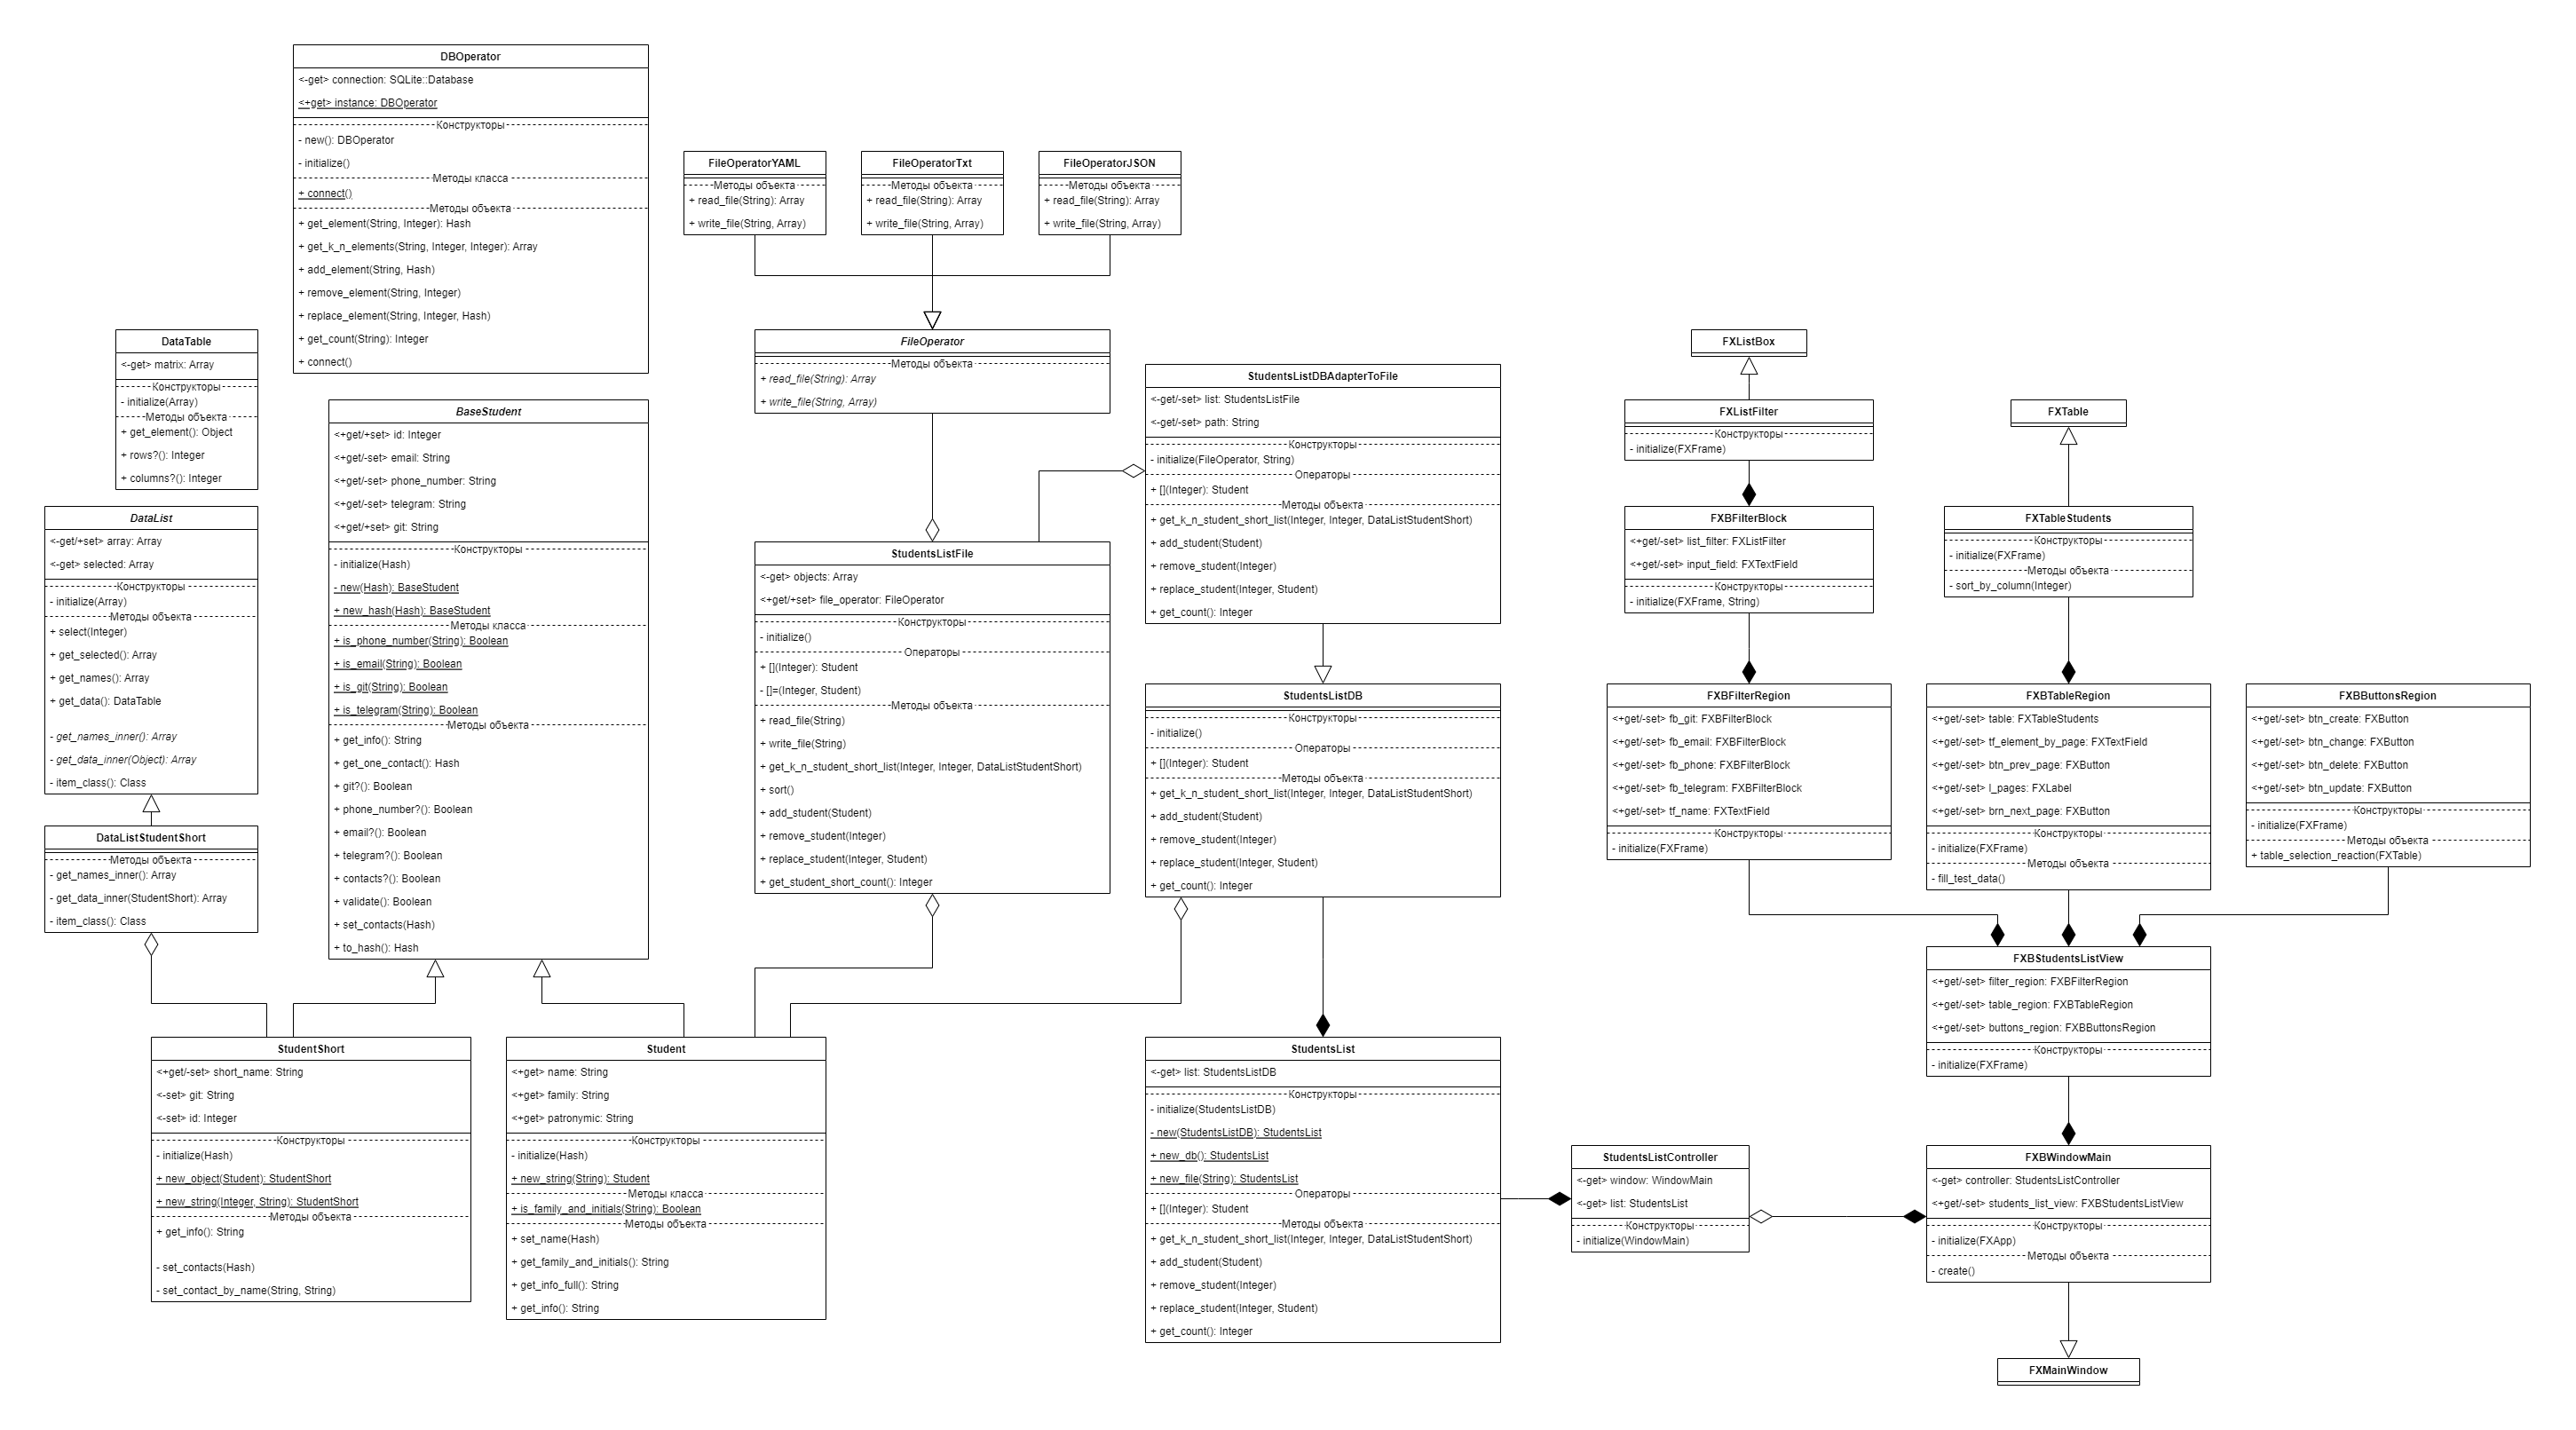 DBOperator
<-get> connection: SQLite::Database
<+get> instance: DBOperator
Конструкторы
- new(): DBOperator
- initialize()
Методы класса
+ connect()
Методы объекта
+ get_element(String, Integer): Hash
+ get_k_n_elements(String, Integer, Integer): Array
+ add_element(String, Hash)
+ remove_element(String, Integer)
+ replace_element(String, Integer, Hash)
+ get_count(String): Integer
+ connect()
FileOperatorYAML
Методы объекта
+ read_file(String): Array
+ write_file(String, Array)
FileOperatorTxt
Методы объекта
+ read_file(String): Array
+ write_file(String, Array)
FileOperatorJSON
Методы объекта
+ read_file(String): Array
+ write_file(String, Array)
DataTable
<-get> matrix: Array
Конструкторы
- initialize(Array)
Методы объекта
+ get_element(): Object
+ rows?(): Integer
+ columns?(): Integer
FileOperator
Методы объекта
+ read_file(String): Array
+ write_file(String, Array)
BaseStudent
<+get/+set> id: Integer
<+get/-set> email: String
<+get/-set> phone_number: String
<+get/-set> telegram: String
<+get/+set> git: String
Конструкторы
- initialize(Hash)
- new(Hash): BaseStudent
+ new_hash(Hash): BaseStudent
Методы класса
+ is_phone_number(String): Boolean
+ is_email(String): Boolean
+ is_git(String): Boolean
+ is_telegram(String): Boolean
Методы объекта
+ get_info(): String
+ get_one_contact(): Hash
+ git?(): Boolean
+ phone_number?(): Boolean
+ email?(): Boolean
+ telegram?(): Boolean
+ contacts?(): Boolean
+ validate(): Boolean
+ set_contacts(Hash)
+ to_hash(): Hash
DataList
<-get/+set> array: Array
<-get> selected: Array
Конструкторы
- initialize(Array)
Методы объекта
+ select(Integer)
+ get_selected(): Array
+ get_names(): Array
+ get_data(): DataTable
- get_names_inner(): Array
- get_data_inner(Object): Array
- item_class(): Class
DataListStudentShort
Методы объекта
- get_names_inner(): Array
- get_data_inner(StudentShort): Array
- item_class(): Class
StudentsListFile
<-get> objects: Array
<+get/+set> file_operator: FileOperator
Конструкторы
- initialize()
Операторы
+ [](Integer): Student
- []=(Integer, Student)
Методы объекта
+ read_file(String)
+ write_file(String)
+ get_k_n_student_short_list(Integer, Integer, DataListStudentShort)
+ sort()
+ add_student(Student)
+ remove_student(Integer)
+ replace_student(Integer, Student)
+ get_student_short_count(): Integer
StudentsListDBAdapterToFile
<-get/-set> list: StudentsListFile
<-get/-set> path: String
Конструкторы
- initialize(FileOperator, String)
Операторы
+ [](Integer): Student
Методы объекта
+ get_k_n_student_short_list(Integer, Integer, DataListStudentShort)
+ add_student(Student)
+ remove_student(Integer)
+ replace_student(Integer, Student)
+ get_count(): Integer
StudentsListDB
Конструкторы
- initialize()
Операторы
+ [](Integer): Student
Методы объекта
+ get_k_n_student_short_list(Integer, Integer, DataListStudentShort)
+ add_student(Student)
+ remove_student(Integer)
+ replace_student(Integer, Student)
+ get_count(): Integer
FXListBox
FXListFilter
Конструкторы
- initialize(FXFrame)
FXBFilterBlock
<+get/-set> list_filter: FXListFilter
<+get/-set> input_field: FXTextField
Конструкторы
- initialize(FXFrame, String)
FXTable
FXTableStudents
Конструкторы
- initialize(FXFrame)
Методы объекта
- sort_by_column(Integer)
FXBFilterRegion
<+get/-set> fb_git: FXBFilterBlock
<+get/-set> fb_email: FXBFilterBlock
<+get/-set> fb_phone: FXBFilterBlock
<+get/-set> fb_telegram: FXBFilterBlock
<+get/-set> tf_name: FXTextField
Конструкторы
- initialize(FXFrame)
FXBTableRegion
<+get/-set> table: FXTableStudents
<+get/-set> tf_element_by_page: FXTextField
<+get/-set> btn_prev_page: FXButton
<+get/-set> l_pages: FXLabel
<+get/-set> brn_next_page: FXButton
Конструкторы
- initialize(FXFrame)
Методы объекта
- fill_test_data()
FXBButtonsRegion
<+get/-set> btn_create: FXButton
<+get/-set> btn_change: FXButton
<+get/-set> btn_delete: FXButton
<+get/-set> btn_update: FXButton
Конструкторы
- initialize(FXFrame)
Методы объекта
+ table_selection_reaction(FXTable)
FXBStudentsListView
<+get/-set> filter_region: FXBFilterRegion
<+get/-set> table_region: FXBTableRegion
<+get/-set> buttons_region: FXBButtonsRegion
Конструкторы
- initialize(FXFrame)
StudentShort
<+get/-set> short_name: String
<-set> git: String
<-set> id: Integer
Конструкторы
- initialize(Hash)
+ new_object(Student): StudentShort
+ new_string(Integer, String): StudentShort
Методы объекта
+ get_info(): String
- set_contacts(Hash)
- set_contact_by_name(String, String)
Student
<+get> name: String
<+get> family: String
<+get> patronymic: String
Конструкторы
- initialize(Hash)
+ new_string(String): Student
Методы класса
+ is_family_and_initials(String): Boolean
Методы объекта
+ set_name(Hash)
+ get_family_and_initials(): String
+ get_info_full(): String
+ get_info(): String
StudentsList
<-get> list: StudentsListDB
Конструкторы
- initialize(StudentsListDB)
- new(StudentsListDB): StudentsList
+ new_db(): StudentsList
+ new_file(String): StudentsList
Операторы
+ [](Integer): Student
Методы объекта
+ get_k_n_student_short_list(Integer, Integer, DataListStudentShort)
+ add_student(Student)
+ remove_student(Integer)
+ replace_student(Integer, Student)
+ get_count(): Integer
StudentsListController
<-get> window: WindowMain
<-get> list: StudentsList
Конструкторы
- initialize(WindowMain)
FXBWindowMain
<-get> controller: StudentsListController
<+get/-set> students_list_view: FXBStudentsListView
Конструкторы
- initialize(FXApp)
Методы объекта
- create()
FXMainWindow